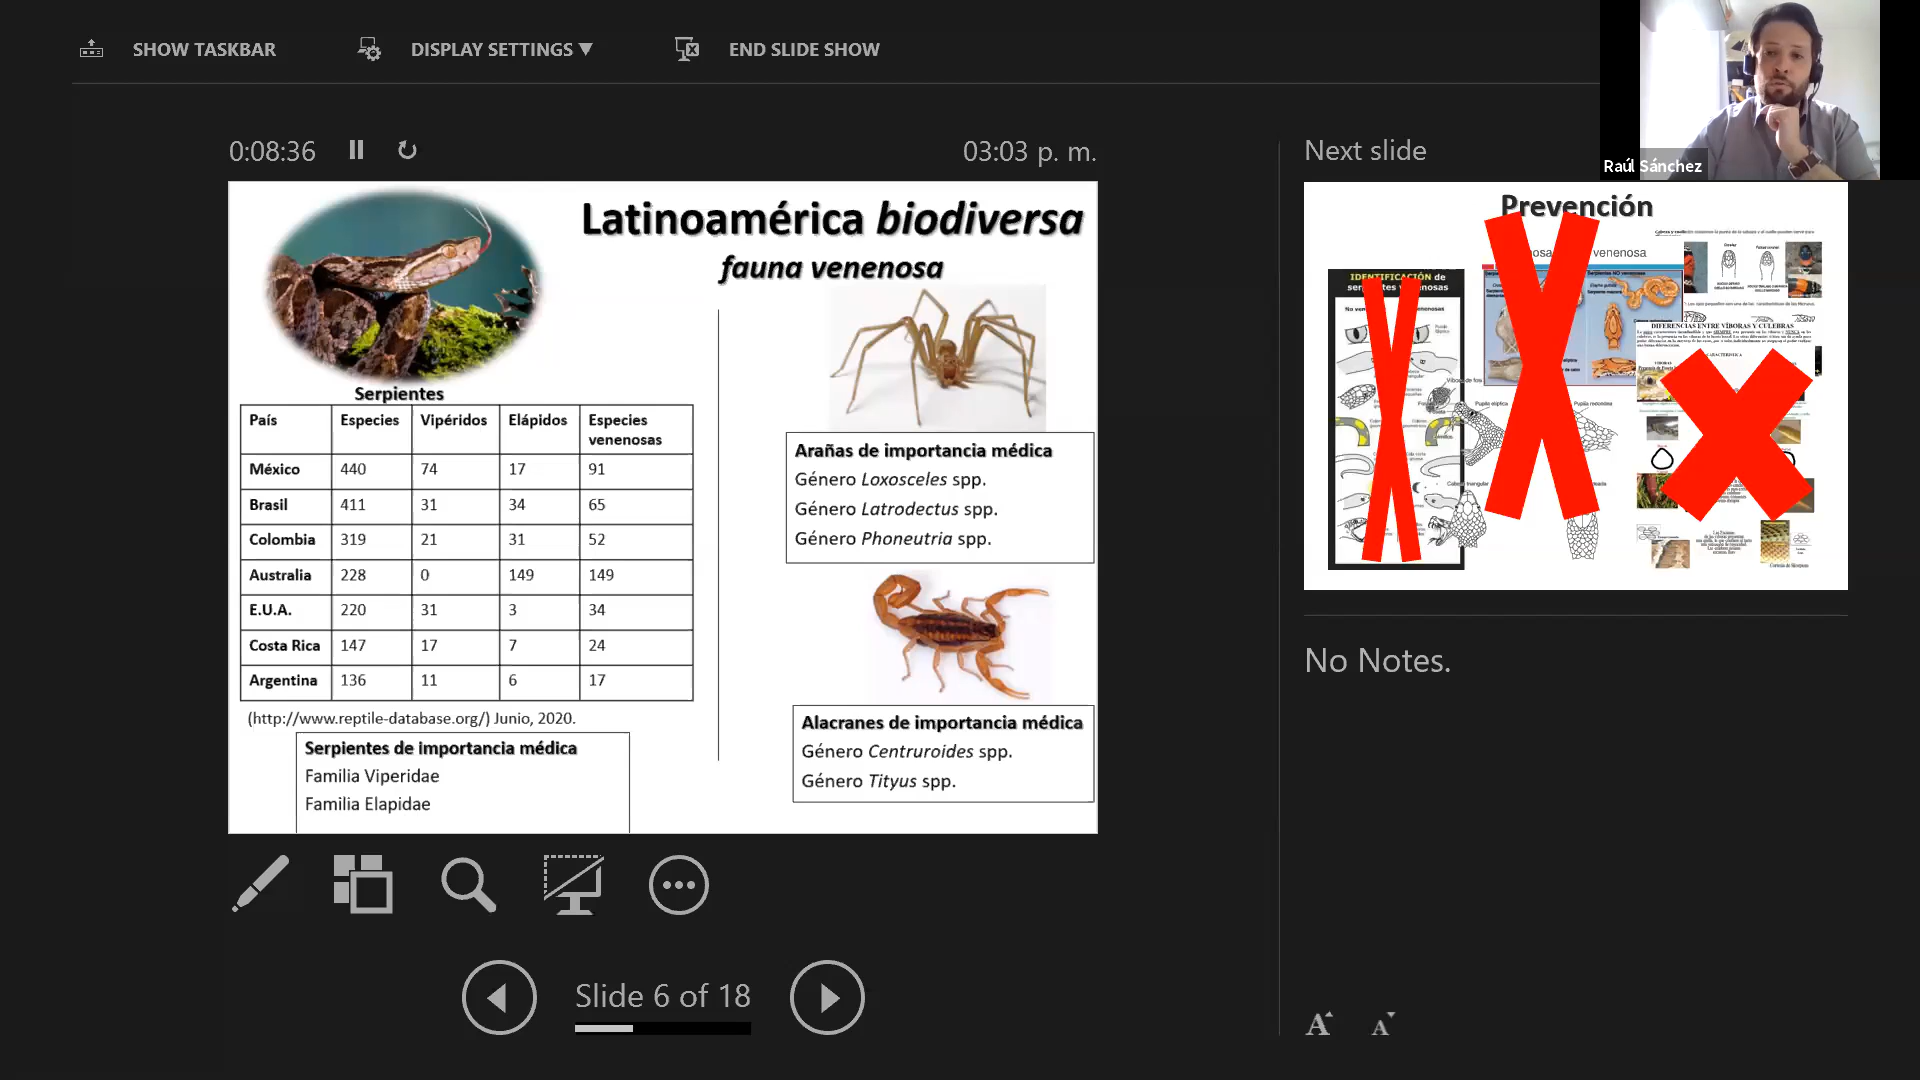 SHOW TASKBAR
DISPLAY SETTINGS ▼
END SLIDE SHOW
Raúl Sánchez
0:08:36
03:03 p. m.
Next slide
Latinoamérica biodiversa
fauna venenosa
Serpientes
País Especies Vipéridos Elápidos Especies venenosas
México 440 74 17 91
Brasil 411 31 34 65
Colombia 319 21 31 52
Australia 228 0 149 149
E.U.A. 220 31 3 34
Costa Rica 147 17 7 24
Argentina 136 11 6 17
(http://www.reptile-database.org/) Junio, 2020.
Serpientes de importancia médica
Familia Viperidae
Familia Elapidae
Arañas de importancia médica
Género Loxosceles spp.
Género Latrodectus spp.
Género Phoneutria spp.
Alacranes de importancia médica
Género Centruroides spp.
Género Tityus spp.
Prevención
venenosa
IDENTIFICACIÓN de
DIFERENCIAS ENTRE VÍBORAS Y CULEBRAS
No Notes.
Slide 6 of 18
A A